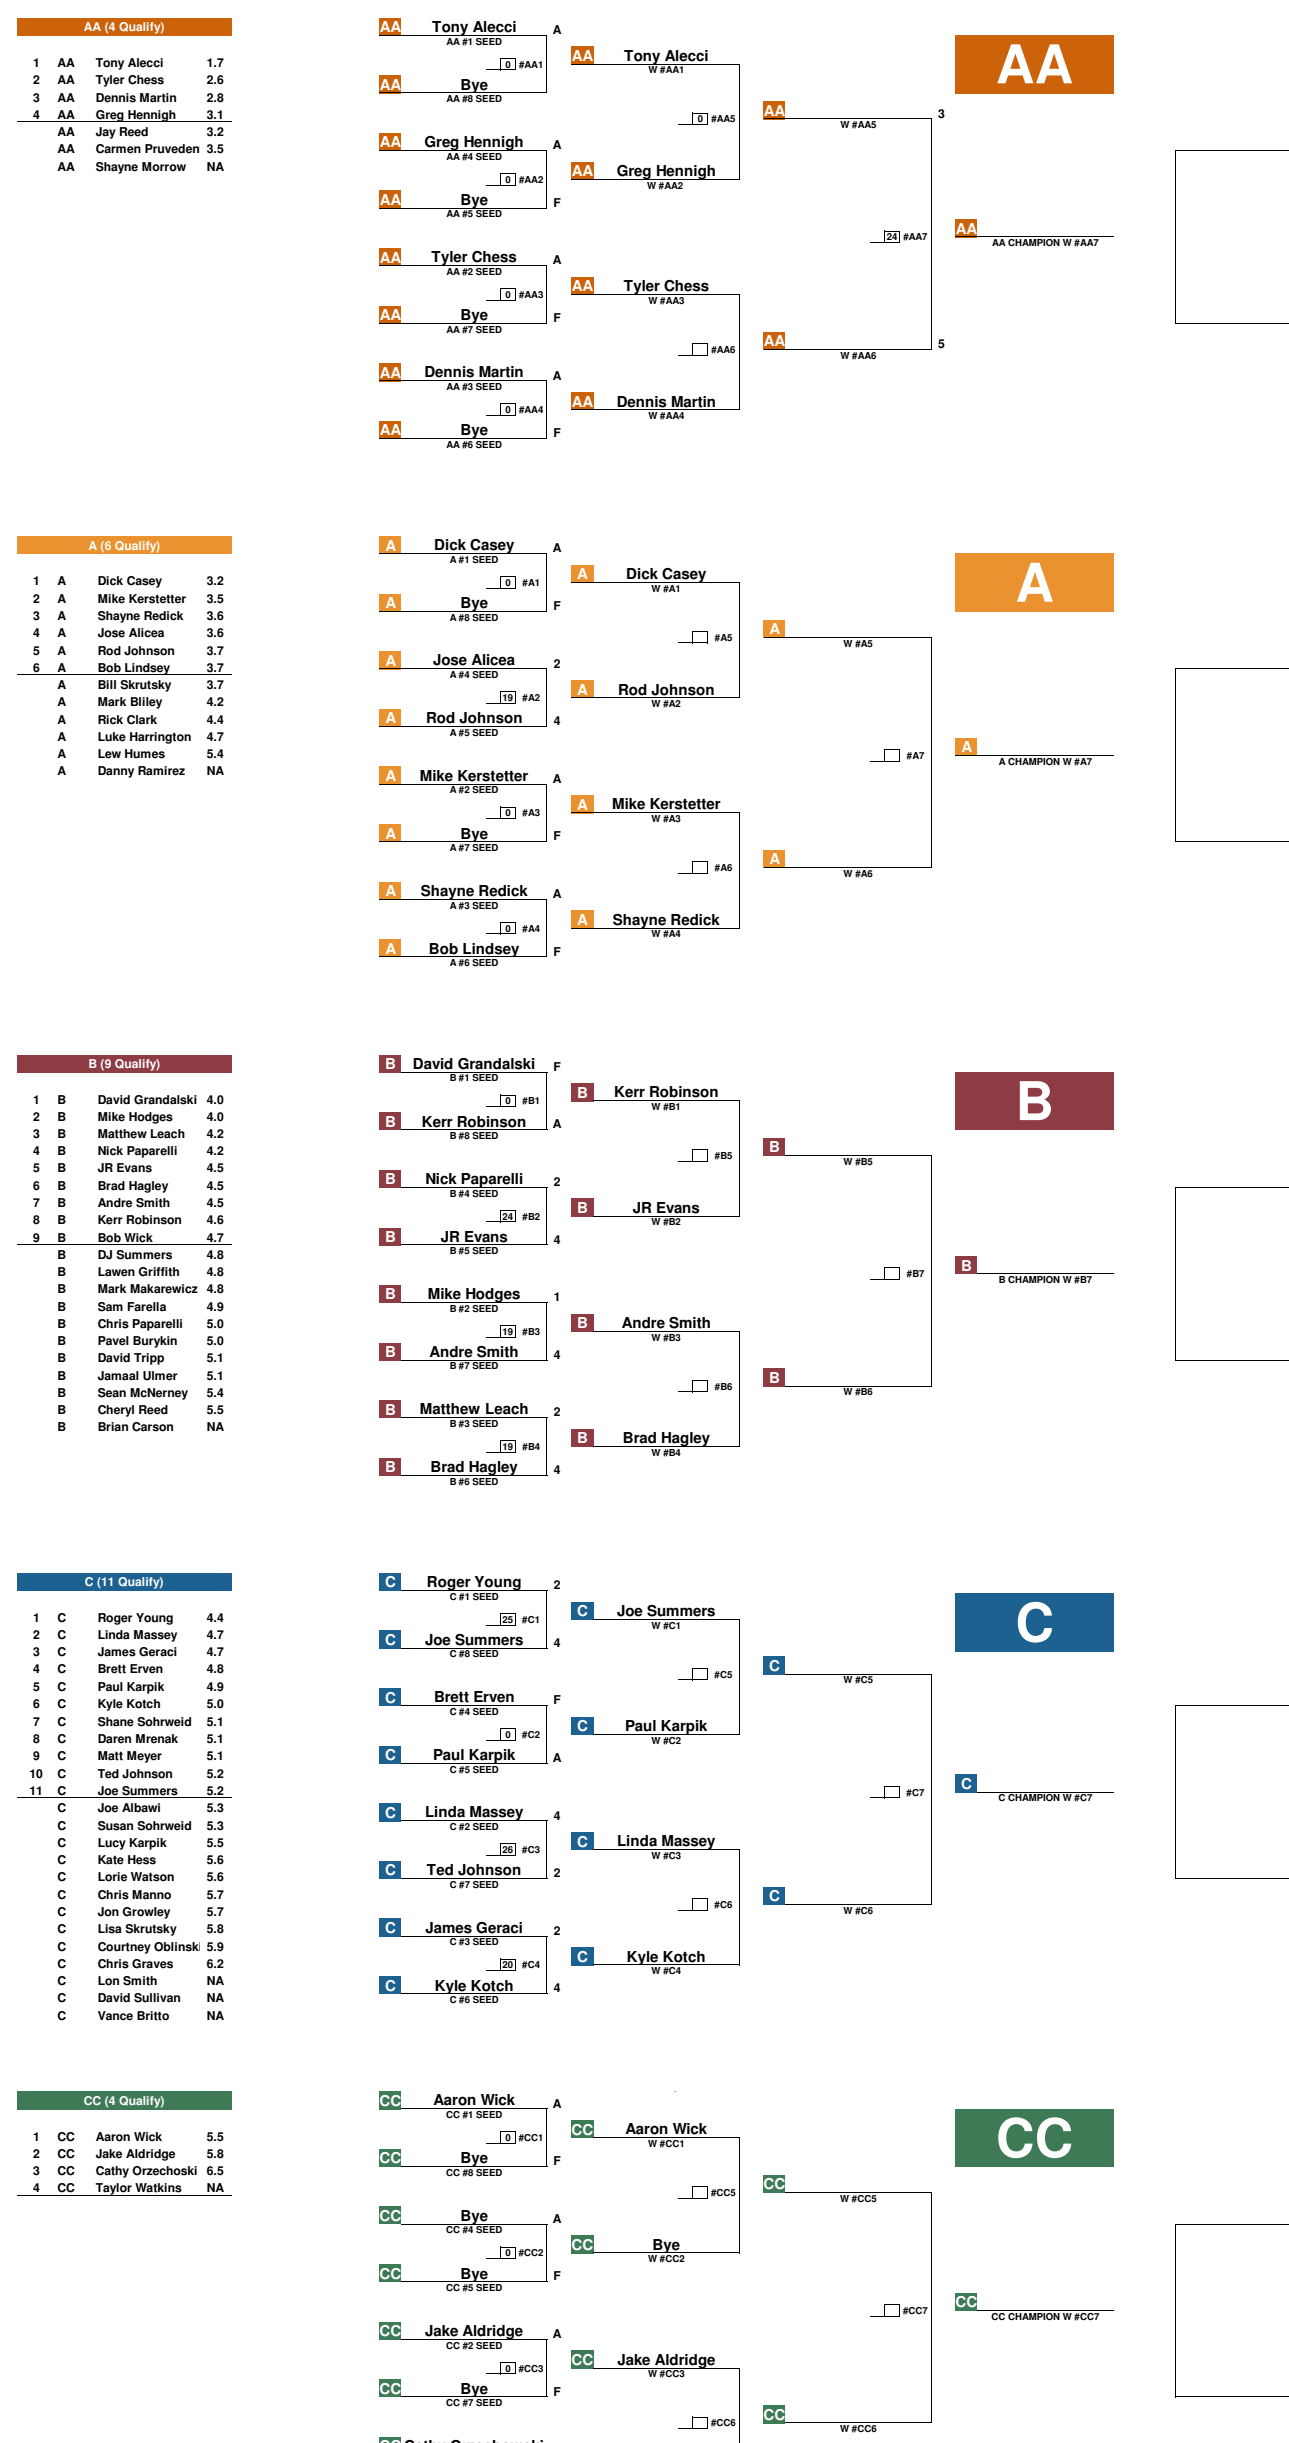 AA (4 Qualify)
1 AA Tony Alecci 1.7
2 AA Tyler Chess 2.6
3 AA Dennis Martin 2.8
4 AA Greg Hennigh 3.1
AA Jay Reed 3.2
AA Carmen Pruveden 3.5
AA Shayne Morrow NA
AA Tony Alecci A
AA #1 SEED
0 #AA1
AA Bye
AA #8 SEED
AA Greg Hennigh A
AA #4 SEED
0 #AA2
AA Bye F
AA #5 SEED
AA Tyler Chess A
AA #2 SEED
0 #AA3
AA Bye F
AA #7 SEED
AA Dennis Martin A
AA #3 SEED
0 #AA4
AA Bye F
AA #6 SEED
AA Tony Alecci
W #AA1
0 #AA5
AA Greg Hennigh
W #AA2
AA Tyler Chess
W #AA3
#AA6
AA Dennis Martin
W #AA4
AA 3
W #AA5
24 #AA7
AA 5
W #AA6
AA
AA
AA CHAMPION W #AA7
A (6 Qualify)
1 A Dick Casey 3.2
2 A Mike Kerstetter 3.5
3 A Shayne Redick 3.6
4 A Jose Alicea 3.6
5 A Rod Johnson 3.7
6 A Bob Lindsey 3.7
A Bill Skrutsky 3.7
A Mark Bliley 4.2
A Rick Clark 4.4
A Luke Harrington 4.7
A Lew Humes 5.4
A Danny Ramirez NA
A Dick Casey A
A #1 SEED
0 #A1
A Bye F
A #8 SEED
A Jose Alicea 2
A #4 SEED
19 #A2
A Rod Johnson 4
A #5 SEED
A Mike Kerstetter A
A #2 SEED
0 #A3
A Bye F
A #7 SEED
A Shayne Redick A
A #3 SEED
0 #A4
A Bob Lindsey F
A #6 SEED
A Dick Casey
W #A1
#A5
A Rod Johnson
W #A2
A Mike Kerstetter
W #A3
#A6
A Shayne Redick
W #A4
A
W #A5
#A7
A
W #A6
A
A
A CHAMPION W #A7
B (9 Qualify)
1 B David Grandalski 4.0
2 B Mike Hodges 4.0
3 B Matthew Leach 4.2
4 B Nick Paparelli 4.2
5 B JR Evans 4.5
6 B Brad Hagley 4.5
7 B Andre Smith 4.5
8 B Kerr Robinson 4.6
9 B Bob Wick 4.7
B DJ Summers 4.8
B Lawen Griffith 4.8
B Mark Makarewicz 4.8
B Sam Farella 4.9
B Chris Paparelli 5.0
B Pavel Burykin 5.0
B David Tripp 5.1
B Jamaal Ulmer 5.1
B Sean McNerney 5.4
B Cheryl Reed 5.5
B Brian Carson NA
B David Grandalski F
B #1 SEED
0 #B1
B Kerr Robinson A
B #8 SEED
B Nick Paparelli 2
B #4 SEED
24 #B2
B JR Evans 4
B #5 SEED
B Mike Hodges 1
B #2 SEED
19 #B3
B Andre Smith 4
B #7 SEED
B Matthew Leach 2
B #3 SEED
19 #B4
B Brad Hagley 4
B #6 SEED
B Kerr Robinson
W #B1
#B5
B JR Evans
W #B2
B Andre Smith
W #B3
#B6
B Brad Hagley
W #B4
B
W #B5
#B7
B
W #B6
B
B
B CHAMPION W #B7
C (11 Qualify)
1 C Roger Young 4.4
2 C Linda Massey 4.7
3 C James Geraci 4.7
4 C Brett Erven 4.8
5 C Paul Karpik 4.9
6 C Kyle Kotch 5.0
7 C Shane Sohrweid 5.1
8 C Daren Mrenak 5.1
9 C Matt Meyer 5.1
10 C Ted Johnson 5.2
11 C Joe Summers 5.2
C Joe Albawi 5.3
C Susan Sohrweid 5.3
C Lucy Karpik 5.5
C Kate Hess 5.6
C Lorie Watson 5.6
C Chris Manno 5.7
C Jon Growley 5.7
C Lisa Skrutsky 5.8
C Courtney Oblinski 5.9
C Chris Graves 6.2
C Lon Smith NA
C David Sullivan NA
C Vance Britto NA
C Roger Young 2
C #1 SEED
25 #C1
C Joe Summers 4
C #8 SEED
C Brett Erven F
C #4 SEED
0 #C2
C Paul Karpik A
C #5 SEED
C Linda Massey 4
C #2 SEED
26 #C3
C Ted Johnson 2
C #7 SEED
C James Geraci 2
C #3 SEED
20 #C4
C Kyle Kotch 4
C #6 SEED
C Joe Summers
W #C1
#C5
C Paul Karpik
W #C2
C Linda Massey
W #C3
#C6
C Kyle Kotch
W #C4
C
W #C5
#C7
C
W #C6
C
C
C CHAMPION W #C7
CC (4 Qualify)
1 CC Aaron Wick 5.5
2 CC Jake Aldridge 5.8
3 CC Cathy Orzechoski 6.5
4 CC Taylor Watkins NA
CC Aaron Wick A
CC #1 SEED
0 #CC1
CC Bye F
CC #8 SEED
CC Bye A
CC #4 SEED
0 #CC2
CC Bye F
CC #5 SEED
CC Jake Aldridge A
CC #2 SEED
0 #CC3
CC Bye F
CC #7 SEED
CC Aaron Wick
W #CC1
#CC5
CC Bye
W #CC2
CC Jake Aldridge
W #CC3
#CC6
CC
W #CC5
#CC7
CC
W #CC6
CC
CC
CC CHAMPION W #CC7